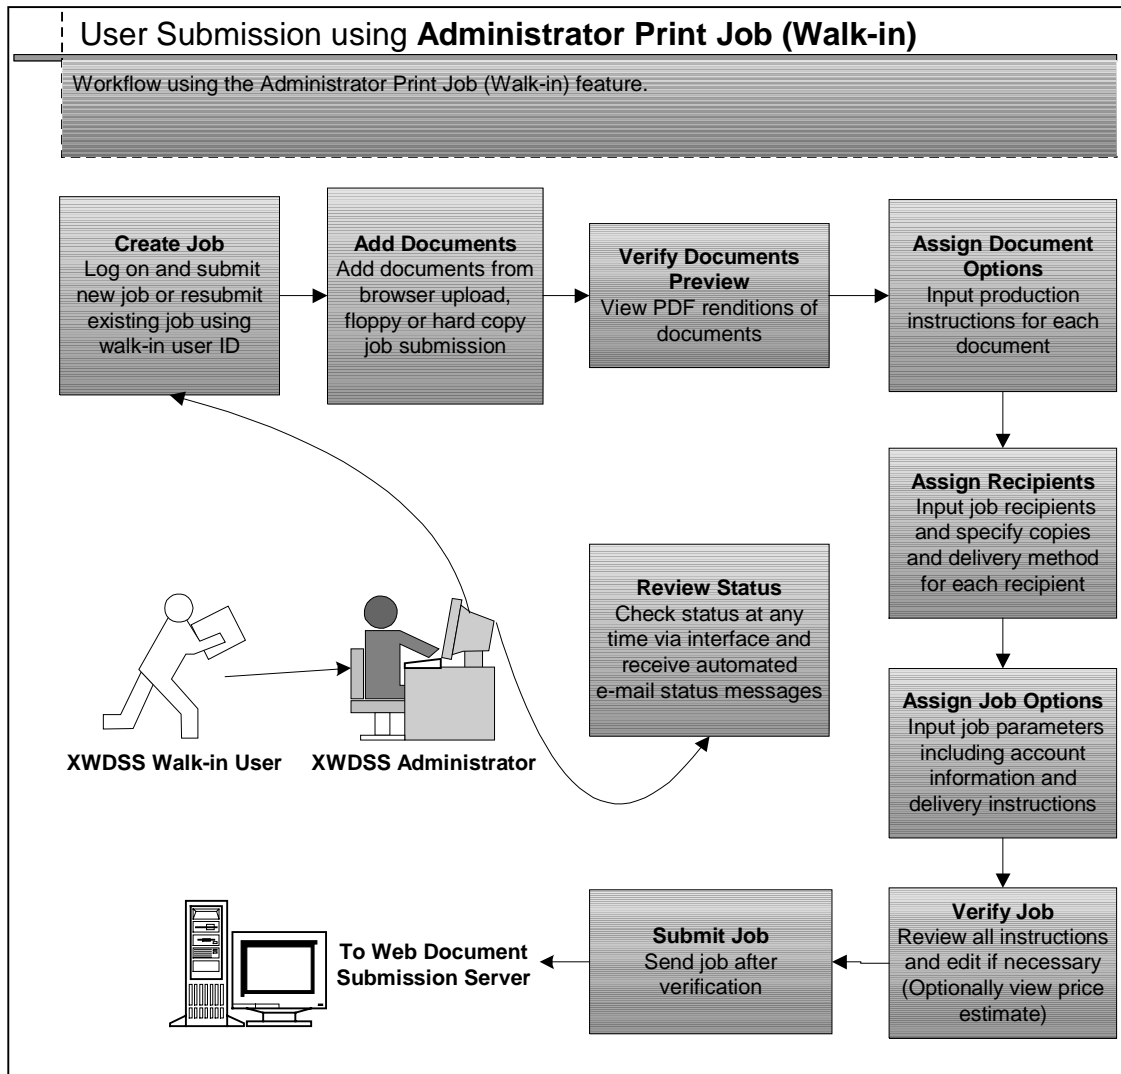 User Submission using Administrator Print Job (Walk-in)
Workflow using the Administrator Print Job (Walk-in) feature.
Create Job
Log on and submit
new job or resubmit
existing job using
walk-in user ID
Add Documents
Add documents from
browser upload,
floppy or hard copy
job submission
Verify Documents
Preview
View PDF renditions of
documents
Assign Document
Options
Input production
instructions for each
document
Assign Recipients
Input job recipients
and specify copies
and delivery method
for each recipient
Review Status
Check status at any
time via interface and
receive automated
e-mail status messages
XWDSS Walk-in User
XWDSS Administrator
Assign Job Options
Input job parameters
including account
information and
delivery instructions
Verify Job
Review all instructions
and edit if necessary
(Optionally view price
estimate)
Submit Job
Send job after
verification
To Web Document
Submission Server